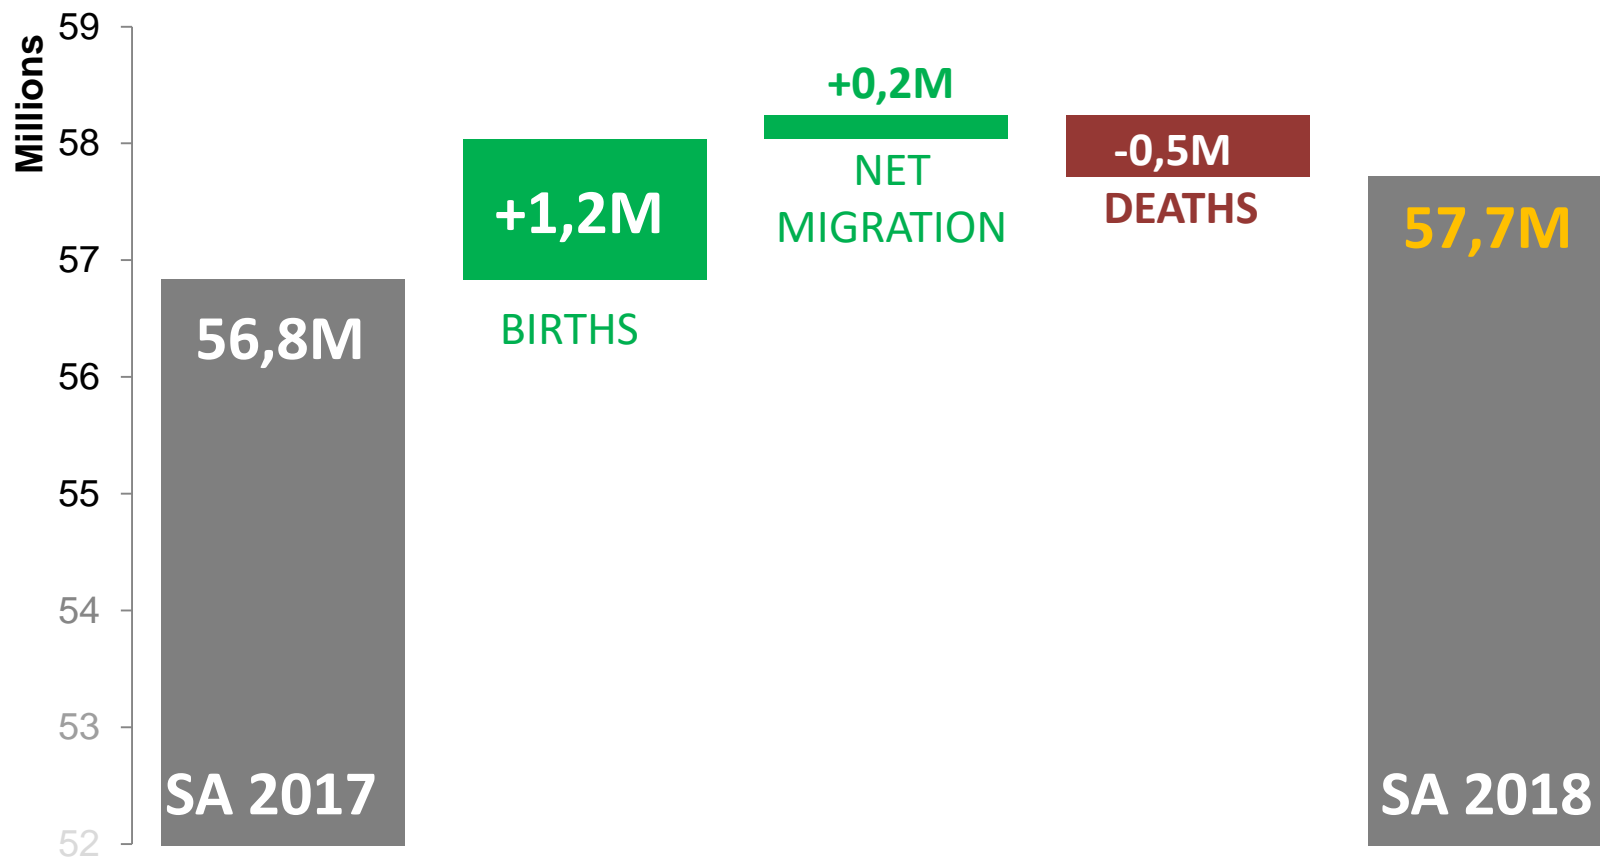 Millions
59
58
57
56
55
54
53
52
56,8M
SA 2017
+1,2M
BIRTHS
+0,2M
NET
MIGRATION
-0,5M
DEATHS
57,7M
SA 2018